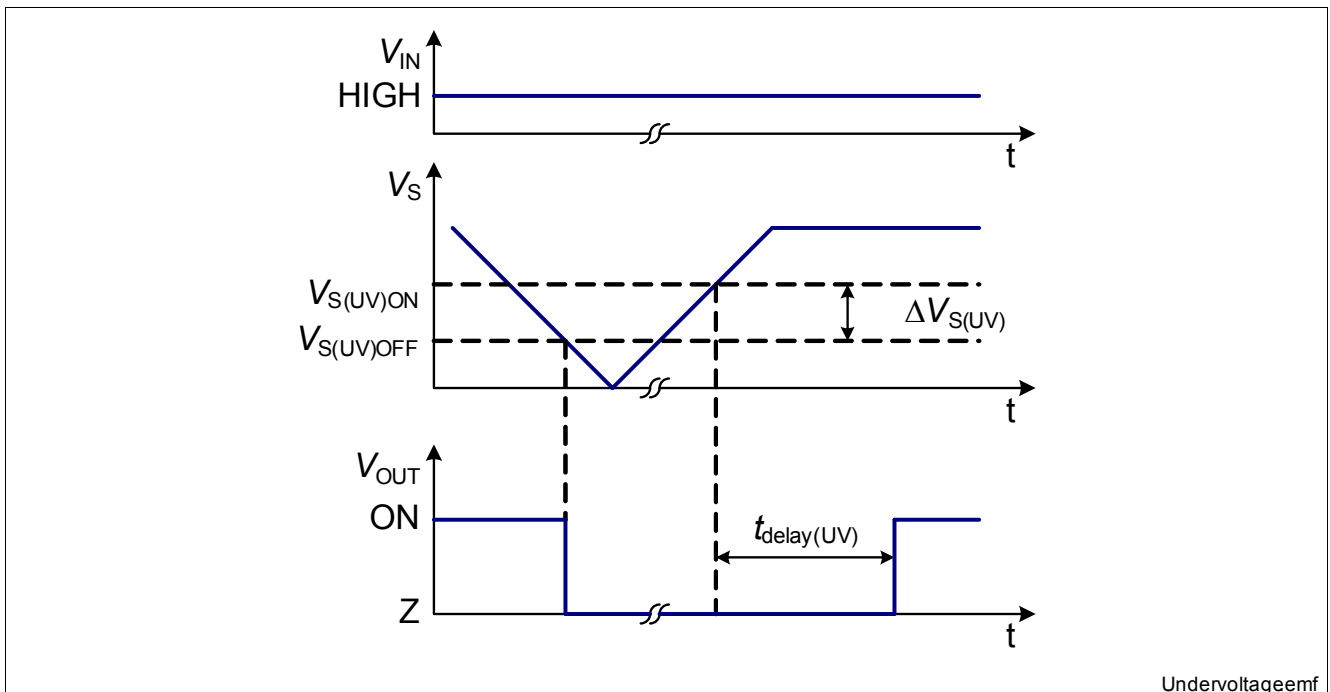 VIN
HIGH
t
VS
VS(UV)ON
ΔVS(UV)
VS(UV)OFF
t
VOUT
ON
tdelay(UV)
Z
t
Undervoltageemf